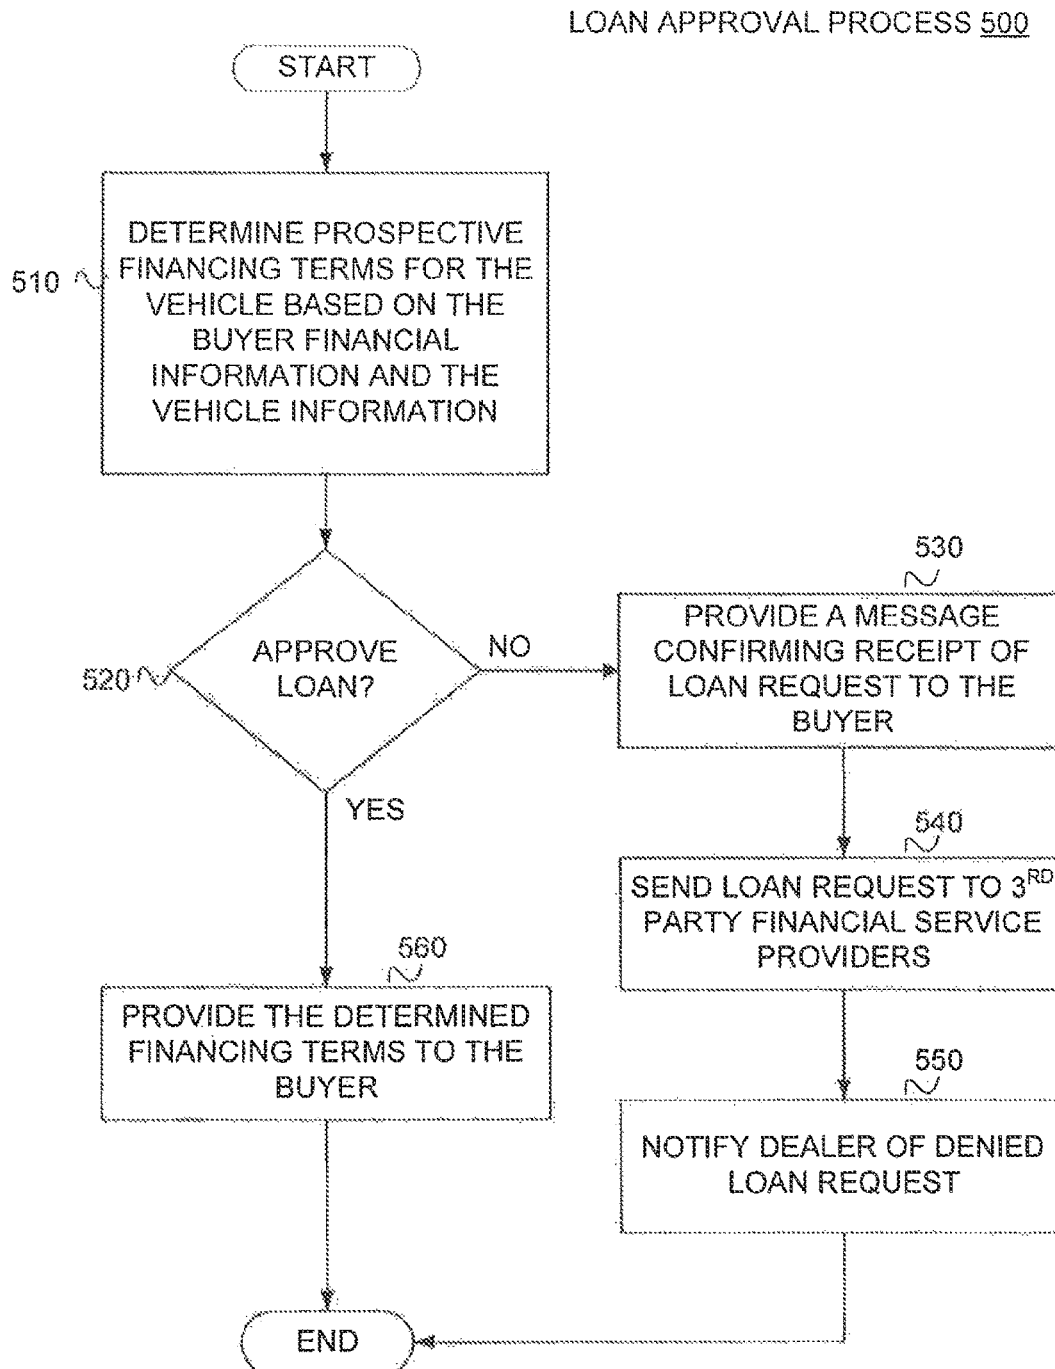 LOAN APPROVAL PROCESS 500
START
510
DETERMINE PROSPECTIVE
FINANCING TERMS FOR THE
VEHICLE BASED ON THE
BUYER FINANCIAL
INFORMATION AND THE
VEHICLE INFORMATION
520
APPROVE
LOAN?
NO
YES
530
PROVIDE A MESSAGE
CONFIRMING RECEIPT OF
LOAN REQUEST TO THE
BUYER
540
SEND LOAN REQUEST TO 3RD
PARTY FINANCIAL SERVICE
PROVIDERS
550
NOTIFY DEALER OF DENIED
LOAN REQUEST
560
PROVIDE THE DETERMINED
FINANCING TERMS TO THE
BUYER
END